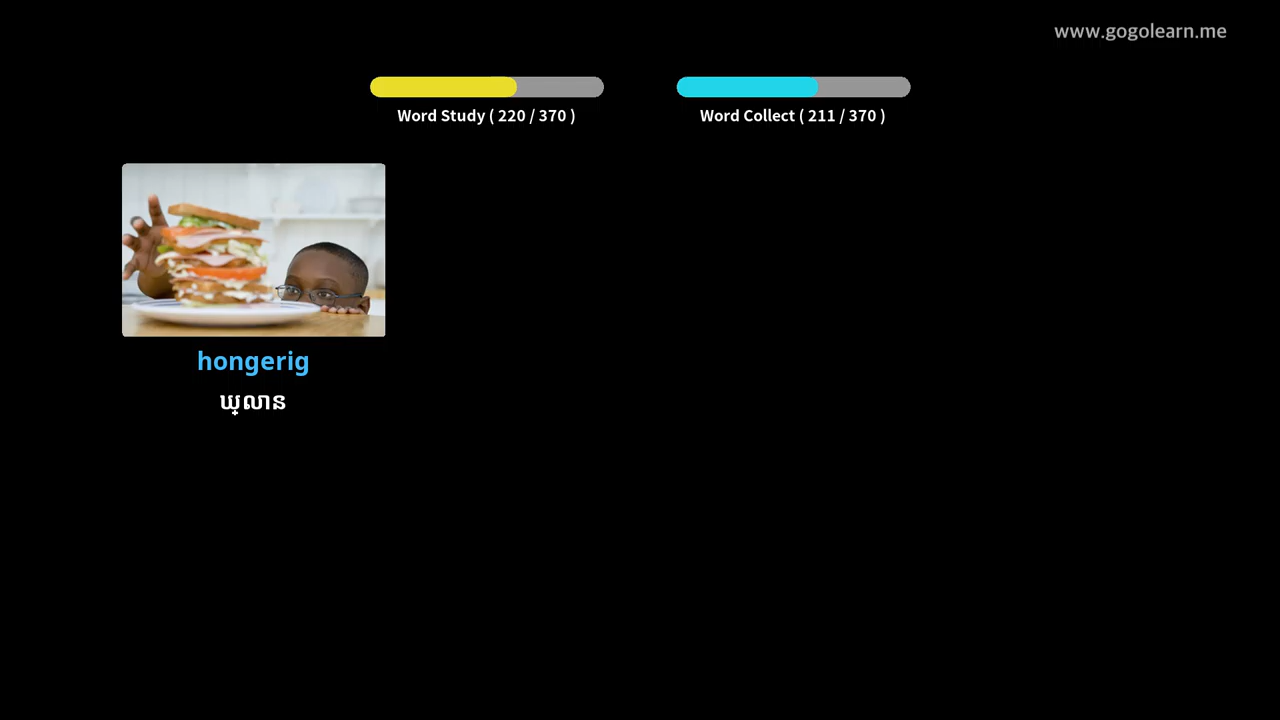 www.gogolearn.me
Word Study ( 220 / 370 )
Word Collect ( 211 / 370 )
hongerig
ឃ្លាន